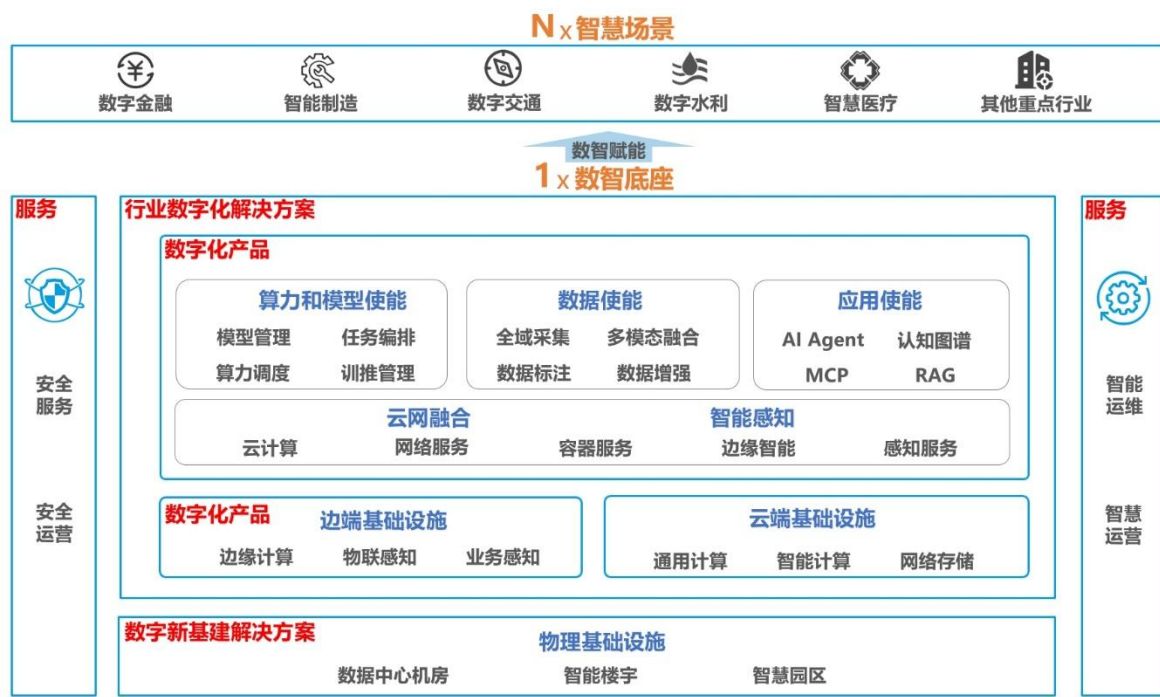 N x 智慧场景
数字金融 智能制造 数字交通 数字水利 智慧医疗 其他重点行业
数智赋能
1 x 数智底座
服务
安全
服务
安全
运营
行业数字化解决方案
数字化产品
算力和模型使能 数据使能 应用使能
模型管理 任务编排 全域采集 多模态融合 AI Agent 认知图谱
算力调度 训推管理 数据标注 数据增强 MCP RAG
云网融合 智能感知
云计算 网络服务 容器服务 边缘智能 感知服务
数字化产品 边端基础设施 云端基础设施
边缘计算 物联感知 业务感知 通用计算 智能计算 网络存储
数字新基建解决方案 物理基础设施
数据中心机房 智能楼宇 智慧园区
服务
智能
运维
智慧
运营